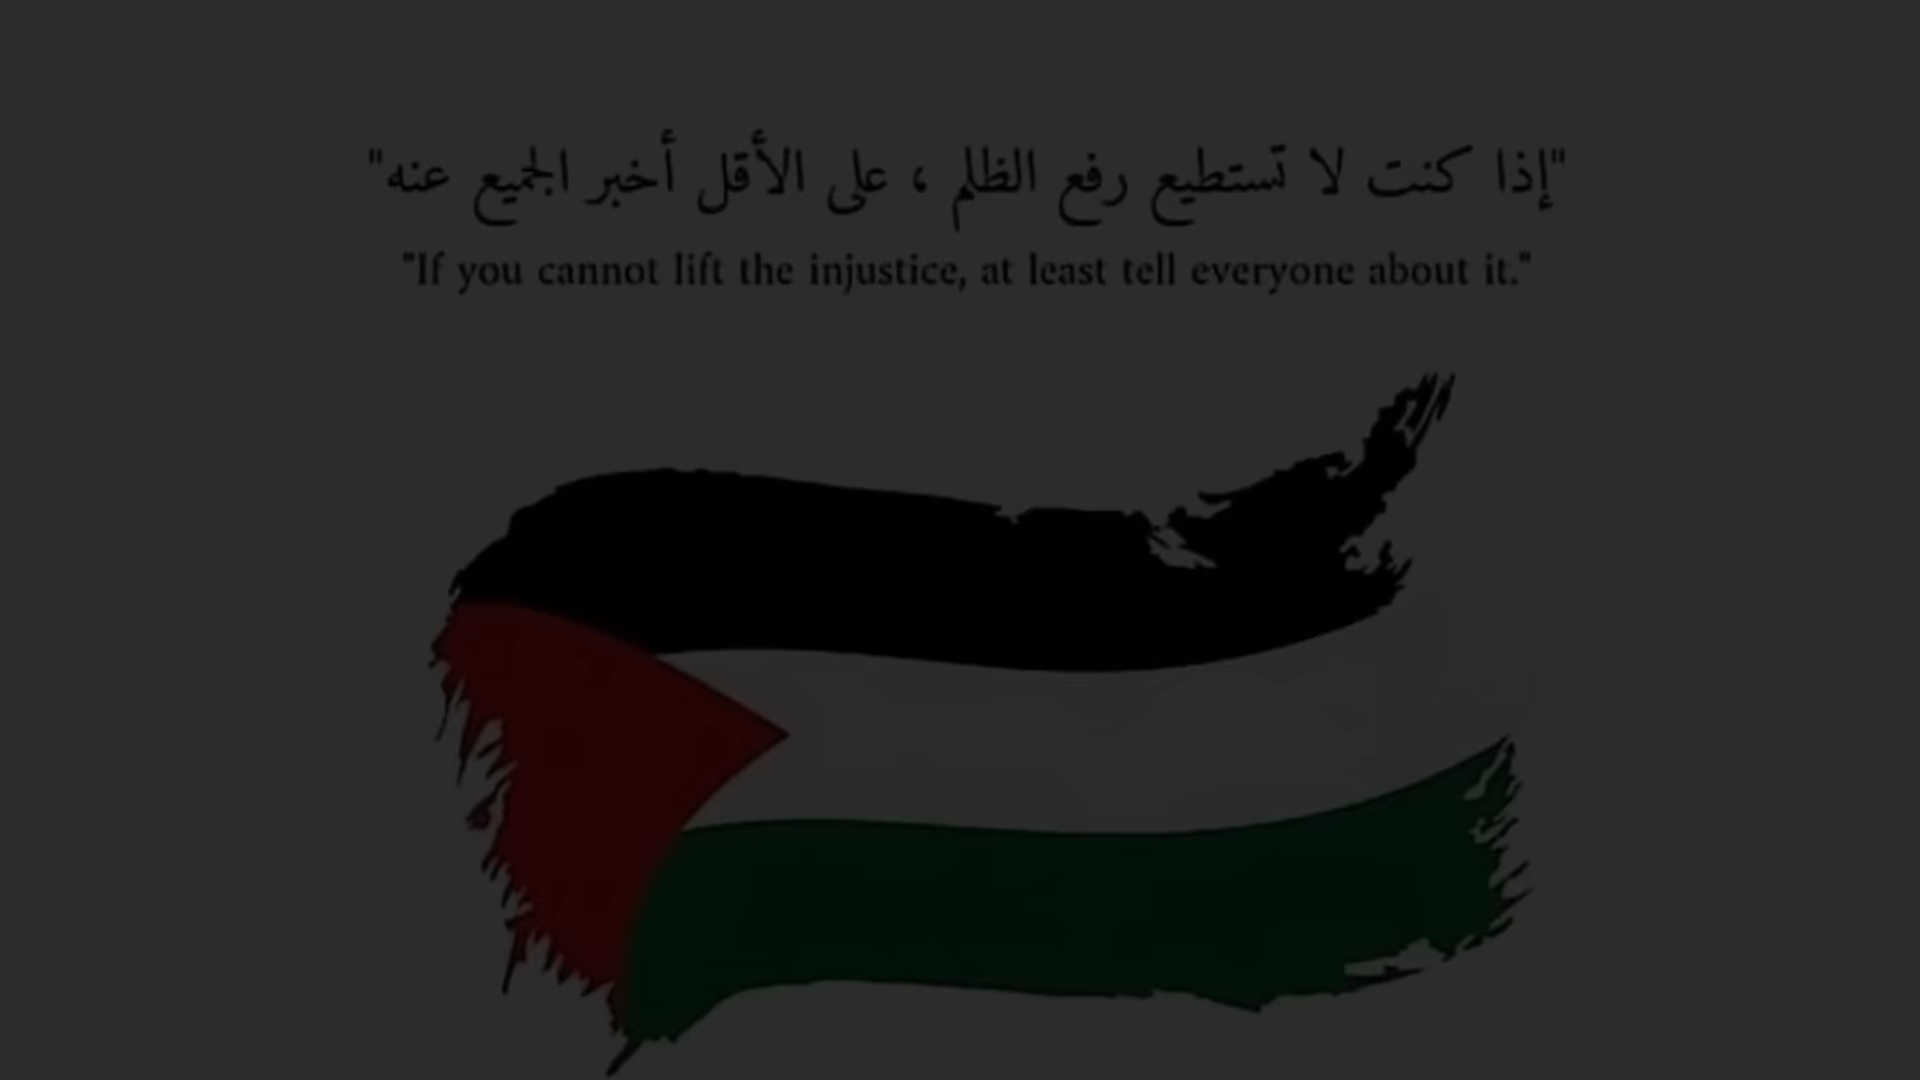 "إذا كنت لا تستطيع رفع الظلم ، على الأقل أخبر الجميع عنه"
"If you cannot lift the injustice, at least tell everyone about it."